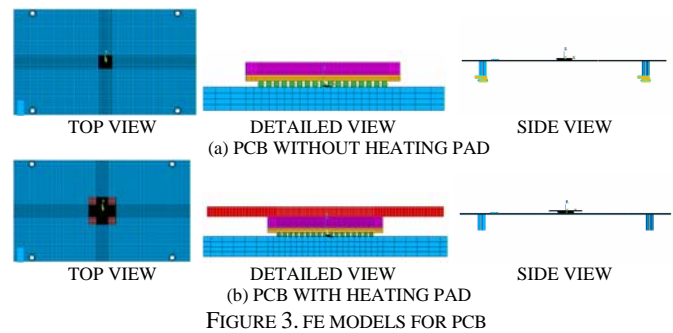 TOP VIEW DETAILED VIEW SIDE VIEW
(a) PCB WITHOUT HEATING PAD
TOP VIEW DETAILED VIEW SIDE VIEW
(b) PCB WITH HEATING PAD
FIGURE 3. FE MODELS FOR PCB